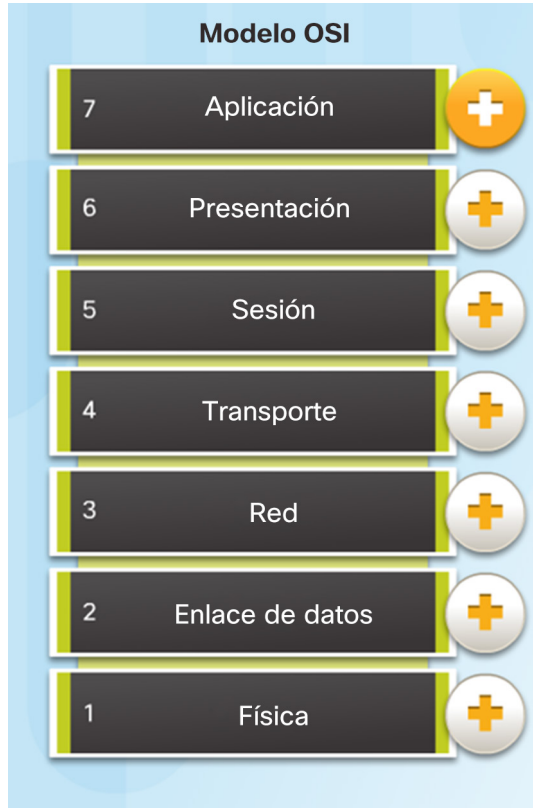 Modelo OSI
7 Aplicación
6 Presentación
5 Sesión
4 Transporte
3 Red
2 Enlace de datos
1 Física